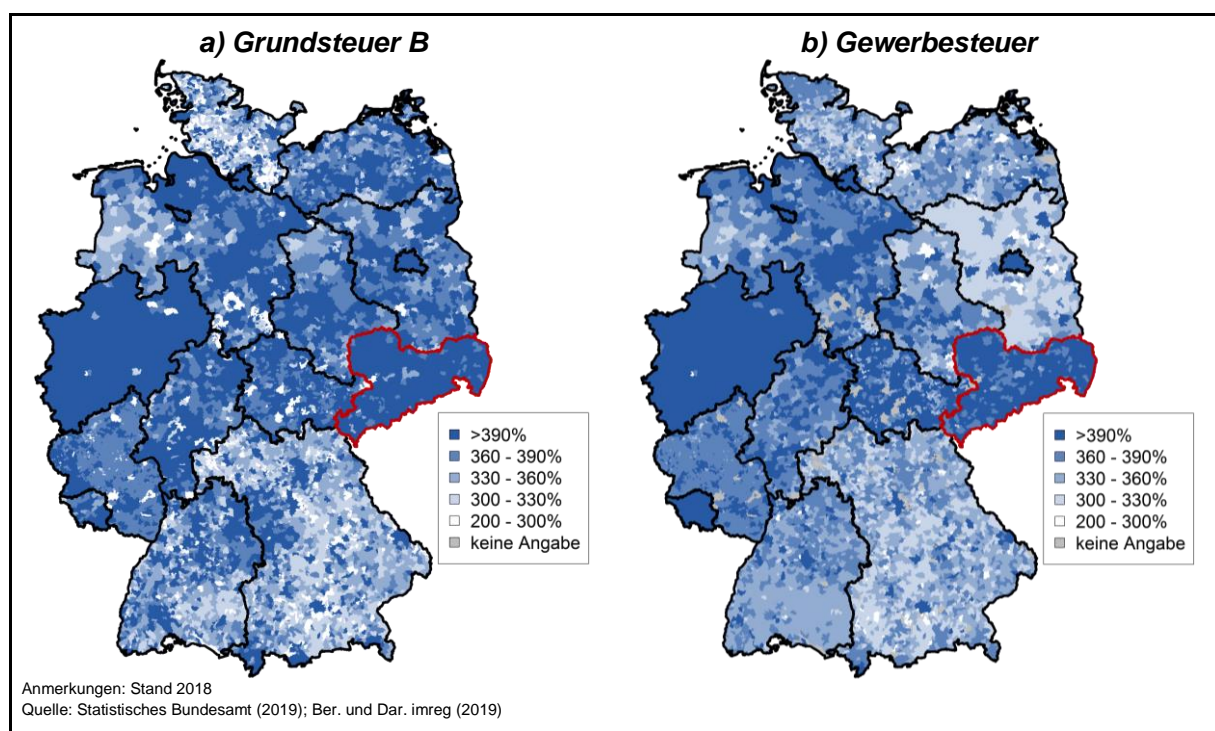 a) Grundsteuer B
b) Gewerbesteuer
>390%
360 - 390%
330 - 360%
300 - 330%
200 - 300%
keine Angabe
>390%
360 - 390%
330 - 360%
300 - 330%
200 - 300%
keine Angabe
Anmerkungen: Stand 2018
Quelle: Statistisches Bundesamt (2019); Ber. und Dar. imreg (2019)